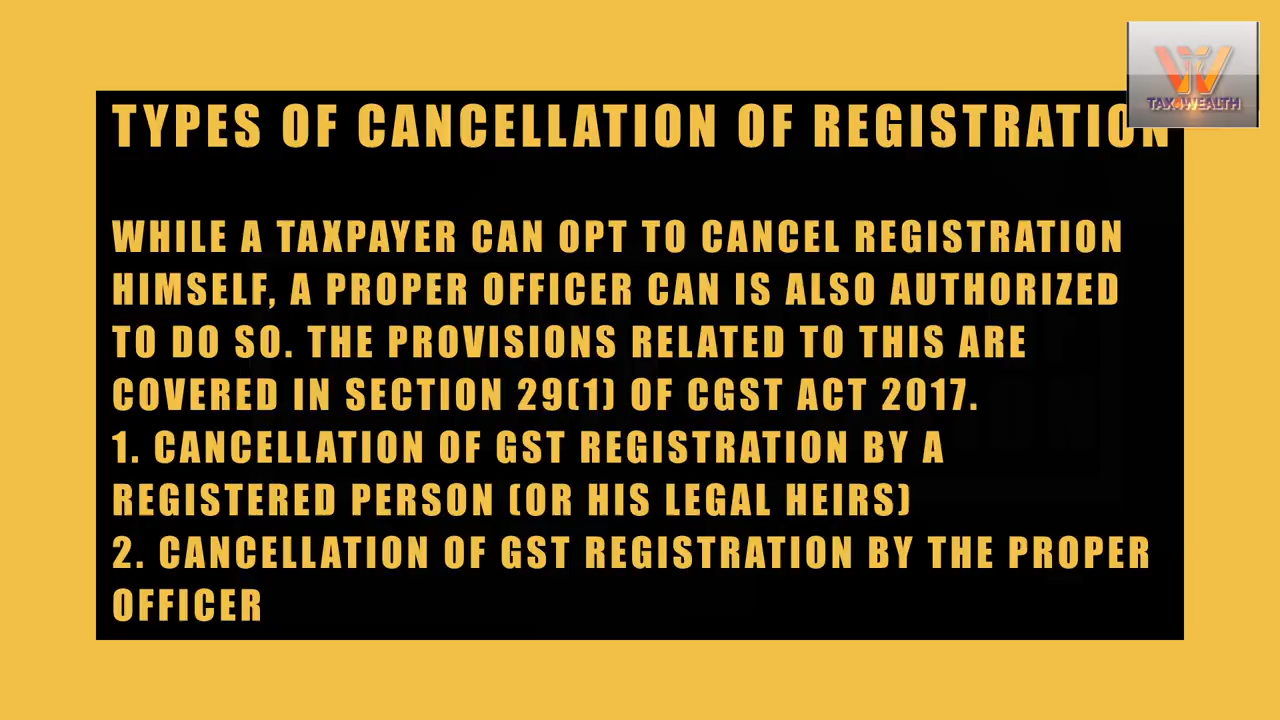 TAX4WEALTH
TYPES OF CANCELLATION OF REGISTRATION
WHILE A TAXPAYER CAN OPT TO CANCEL REGISTRATION
HIMSELF, A PROPER OFFICER CAN IS ALSO AUTHORIZED
TO DO SO. THE PROVISIONS RELATED TO THIS ARE
COVERED IN SECTION 29(1) OF CGST ACT 2017.
1. CANCELLATION OF GST REGISTRATION BY A
REGISTERED PERSON (OR HIS LEGAL HEIRS)
2. CANCELLATION OF GST REGISTRATION BY THE PROPER
OFFICER